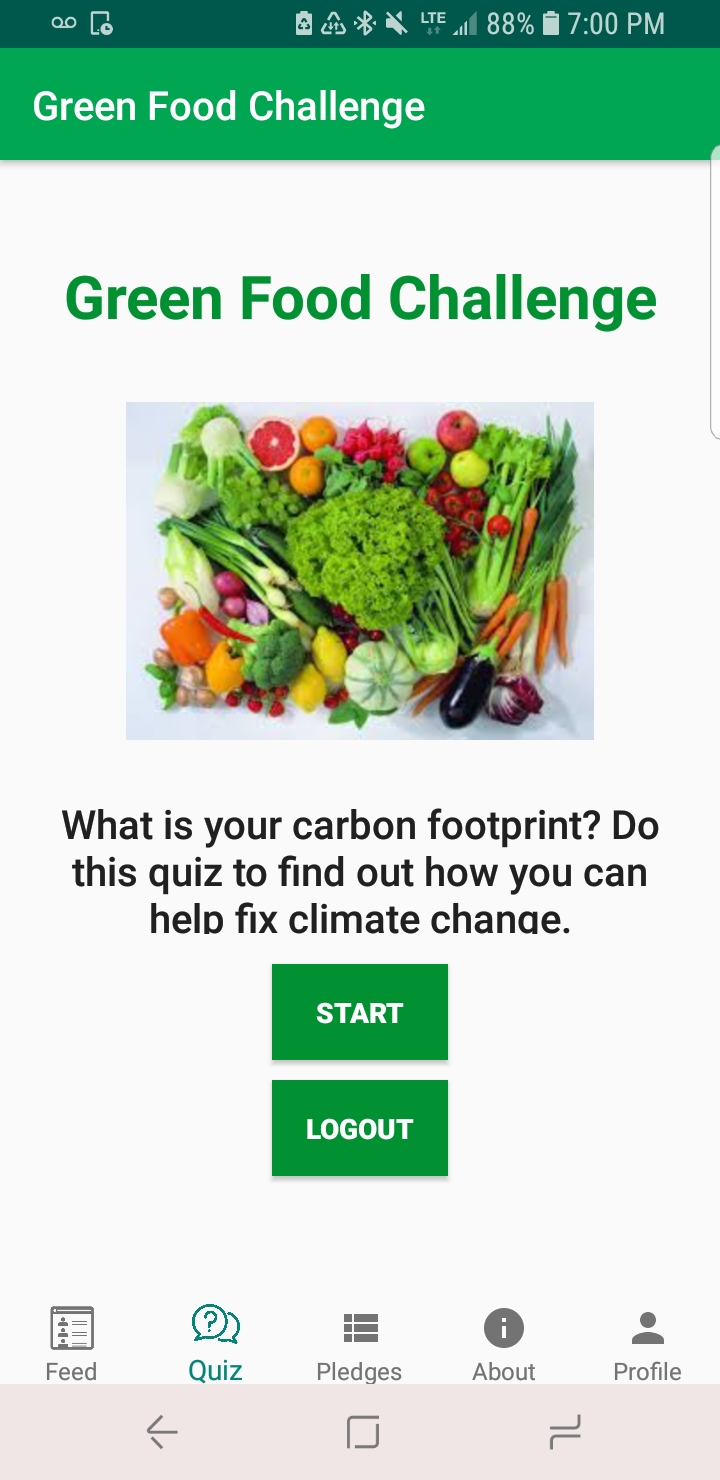 LTE 88% 7:00 PM
Green Food Challenge
Green Food Challenge
What is your carbon footprint? Do
this quiz to find out how you can
help fix climate change.
START
LOGOUT
Feed Quiz Pledges About Profile